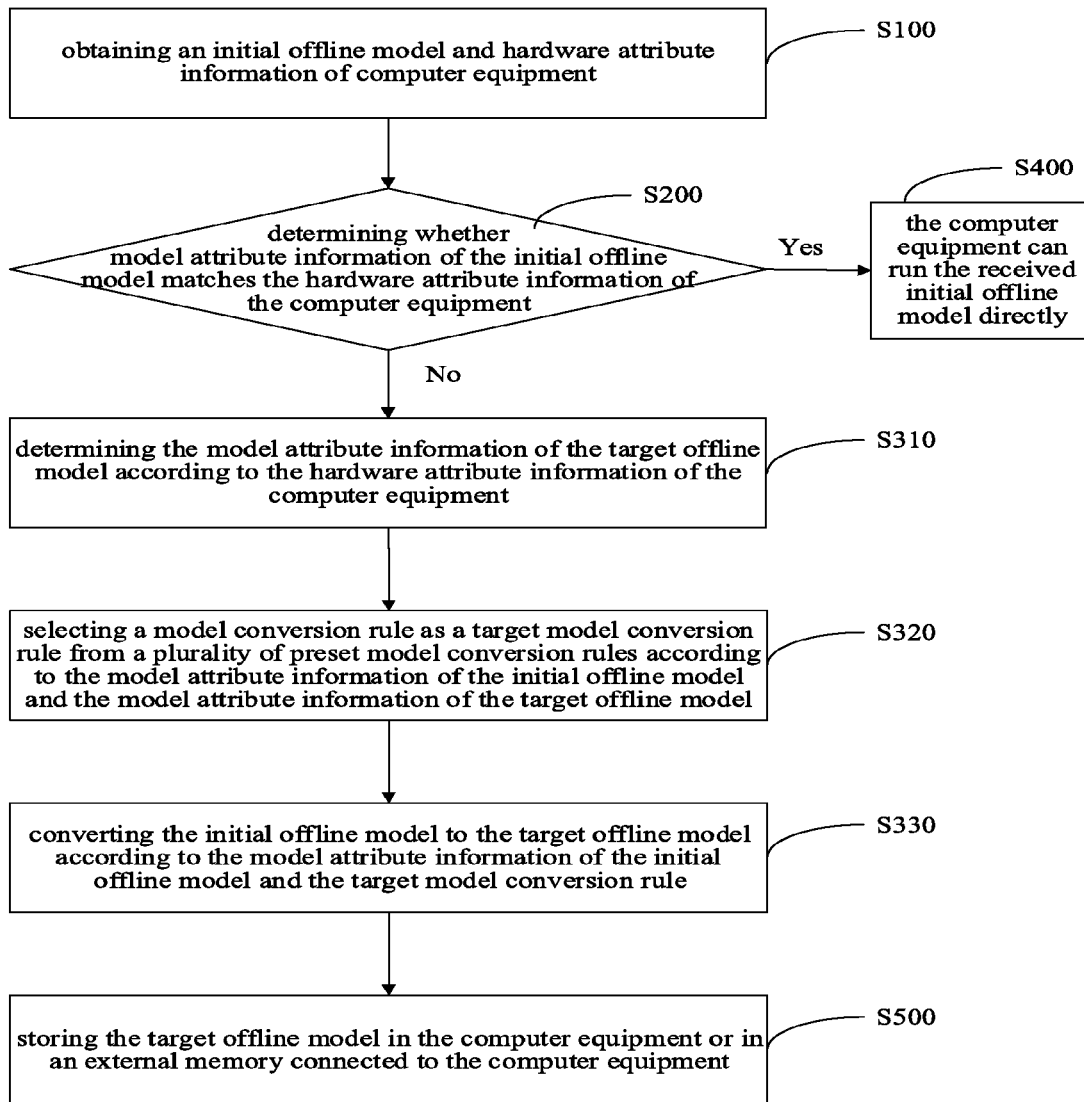 obtaining an initial offline model and hardware attribute
information of computer equipment
S100
S200
determining whether
model attribute information of the initial offline
model matches the hardware attribute information of
the computer equipment
Yes
S400
the computer
equipment can
run the received
initial offline
model directly
No
determining the model attribute information of the target offline
model according to the hardware attribute information of the
computer equipment
S310
selecting a model conversion rule as a target model conversion
rule from a plurality of preset model conversion rules according
to the model attribute information of the initial offline model
and the model attribute information of the target offline model
S320
converting the initial offline model to the target offline model
according to the model attribute information of the initial
offline model and the target model conversion rule
S330
storing the target offline model in the computer equipment or in
an external memory connected to the computer equipment
S500